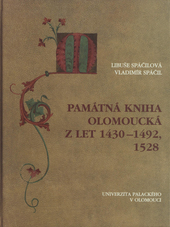 LIBUŠE SPÁČILOVÁ
VLADIMÍR SPÁČIL
PAMÁTNÁ KNIHA
OLOMOUCKÁ
Z LET 1430–1492,
1528
UNIVERZITA PALACKÉHO
V OLOMOUCI